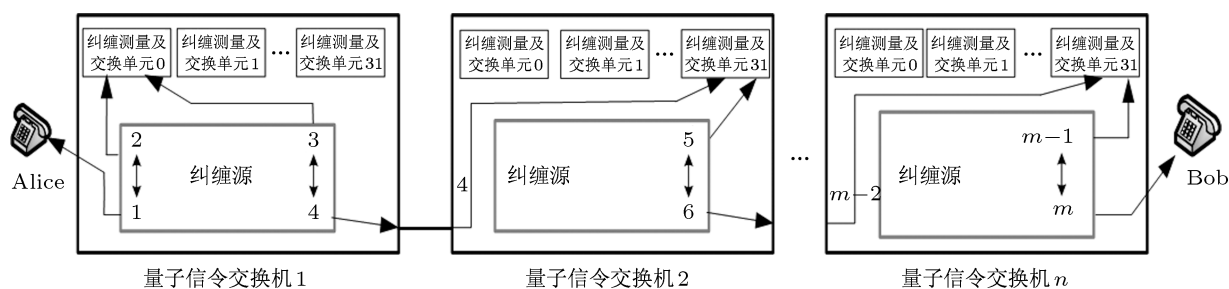 纠缠测量及
交换单元0
纠缠测量及
交换单元1
...
纠缠测量及
交换单元31
2
3
纠缠源
1
4
Alice
量子信令交换机1
纠缠测量及
交换单元0
纠缠测量及
交换单元1
...
纠缠测量及
交换单元31
5
纠缠源
4
6
量子信令交换机2
...
纠缠测量及
交换单元0
纠缠测量及
交换单元1
...
纠缠测量及
交换单元31
m−1
纠缠源
m−2
m
Bob
量子信令交换机n